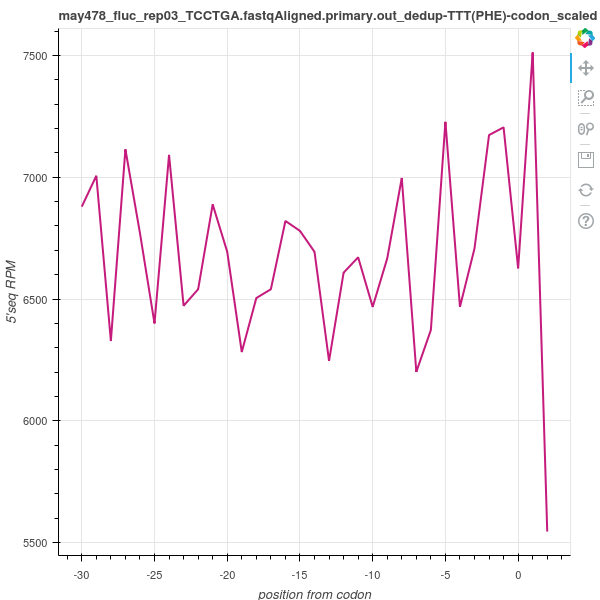 may478_fluc_rep03_TCCTGA.fastqAligned.primary.out_dedup-TTT(PHE)-codon_scaled
7500
7000
6500
6000
5500
5'seq RPM
-30 -25 -20 -15 -10 -5 0
position from codon